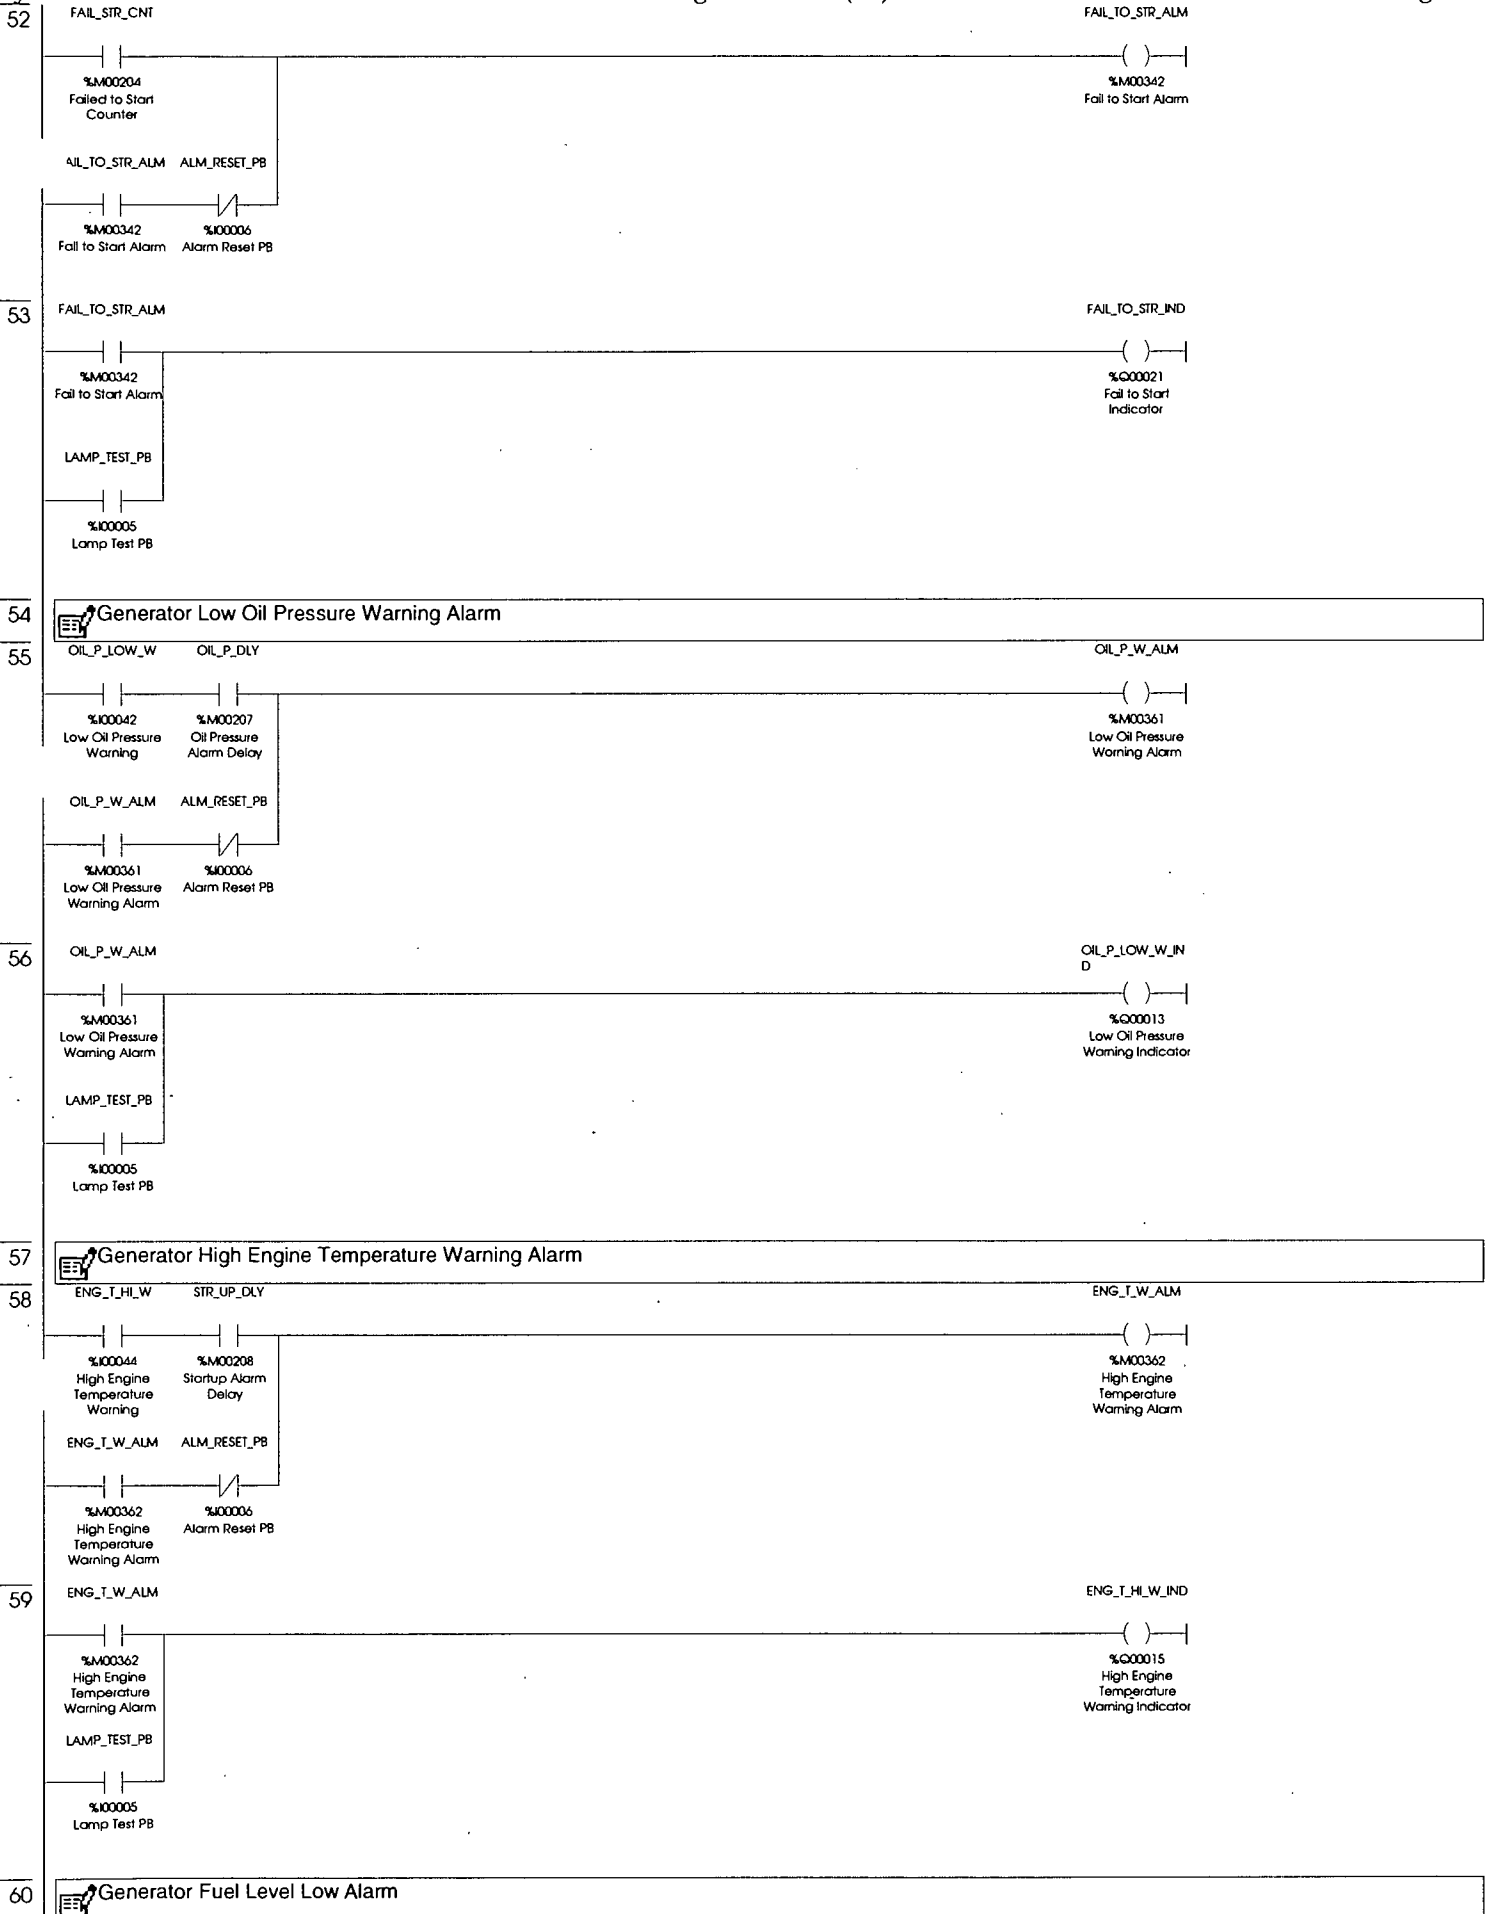 52
FAIL_STR_CNT
FAIL_TO_STR_ALM
%M00204
Failed to Start
Counter
%M00342
Fail to Start Alarm
AIL_TO_STR_ALM ALM_RESET_PB
%M00342
Fail to Start Alarm
%I00006
Alarm Reset PB
53
FAIL_TO_STR_ALM
FAIL_TO_STR_IND
%M00342
Fail to Start Alarm
%Q00021
Fail to Start
Indicator
LAMP_TEST_PB
%I00005
Lamp Test PB
54
Generator Low Oil Pressure Warning Alarm
55
OIL_P_LOW_W OIL_P_DLY
OIL_P_W_ALM
%I00042
Low Oil Pressure
Warning
%M00207
Oil Pressure
Alarm Delay
%M00361
Low Oil Pressure
Warning Alarm
OIL_P_W_ALM ALM_RESET_PB
%M00361
Low Oil Pressure
Warning Alarm
%I00006
Alarm Reset PB
56
OIL_P_W_ALM
OIL_P_LOW_W_IN
D
%M00361
Low Oil Pressure
Warning Alarm
%Q00013
Low Oil Pressure
Warning Indicator
LAMP_TEST_PB
%I00005
Lamp Test PB
57
Generator High Engine Temperature Warning Alarm
58
ENG_T_HI_W STR_UP_DLY
ENG_T_W_ALM
%I00044
High Engine
Temperature
Warning
%M00208
Startup Alarm
Delay
%M00362
High Engine
Temperature
Warning Alarm
ENG_T_W_ALM ALM_RESET_PB
%M00362
High Engine
Temperature
Warning Alarm
%I00006
Alarm Reset PB
59
ENG_T_W_ALM
ENG_T_HI_W_IND
%M00362
High Engine
Temperature
Warning Alarm
%Q00015
High Engine
Temperature
Warning Indicator
LAMP_TEST_PB
%I00005
Lamp Test PB
60
Generator Fuel Level Low Alarm